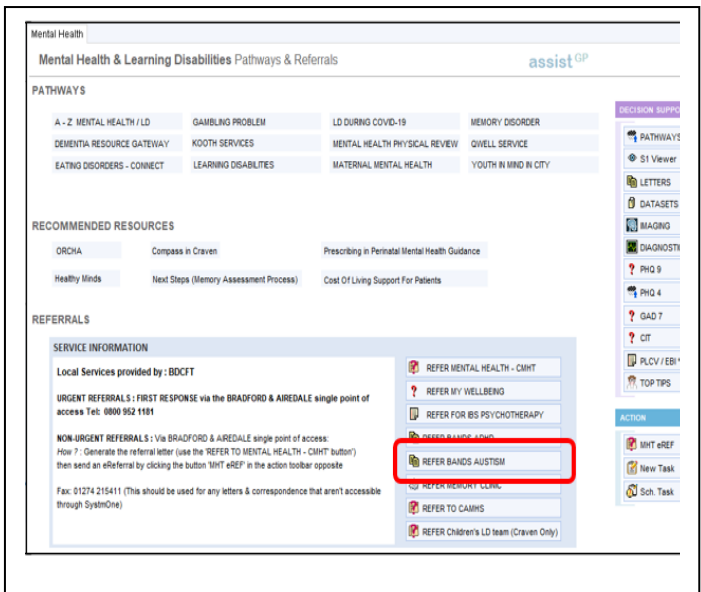 Mental Health
Mental Health & Learning Disabilities Pathways & Referrals
assist GP
PATHWAYS
A - Z MENTAL HEALTH / LD
GAMBLING PROBLEM
LD DURING COVID-19
MEMORY DISORDER
DEMENTIA RESOURCE GATEWAY
KOOTH SERVICES
MENTAL HEALTH PHYSICAL REVIEW
QWELL SERVICE
EATING DISORDERS - CONNECT
LEARNING DISABILITIES
MATERNAL MENTAL HEALTH
YOUTH IN MIND IN CITY
RECOMMENDED RESOURCES
ORCHA
Compass in Craven
Prescribing in Perinatal Mental Health Guidance
Healthy Minds
Next Steps (Memory Assessment Process)
Cost Of Living Support For Patients
REFERRALS
SERVICE INFORMATION
Local Services provided by : BDCFT
URGENT REFERRALS : FIRST RESPONSE via the BRADFORD & AIREDALE single point of
access Tel: 0800 952 1181
NON-URGENT REFERRALS : Via BRADFORD & AIREDALE single point of access:
How ? : Generate the referral letter (use the 'REFER TO MENTAL HEALTH - CMHT' button')
then send an eReferral by clicking the button 'MHT eREF' in the action toolbar
opposite
Fax: 01274 215411 (This should be used for any letters & correspondence that aren't accessible
through SystmOne)
REFER MENTAL HEALTH - CMHT
REFER MY WELLBEING
REFER FOR IBS PSYCHOTHERAPY
REFER BANDS ADHD
REFER BANDS AUSTISM
REFER MEMORY CLINIC
REFER TO CAMHS
REFER Children's LD team (Craven Only)
DECISION SUPPO
PATHWAYS
S1 Viewer
LETTERS
DATASETS
IMAGING
DIAGNOSTI
PHQ 9
PHQ 4
GAD 7
CIT
PLCV / EBI
TOP TIPS
ACTION
MHT eREF
New Task
Sch. Task